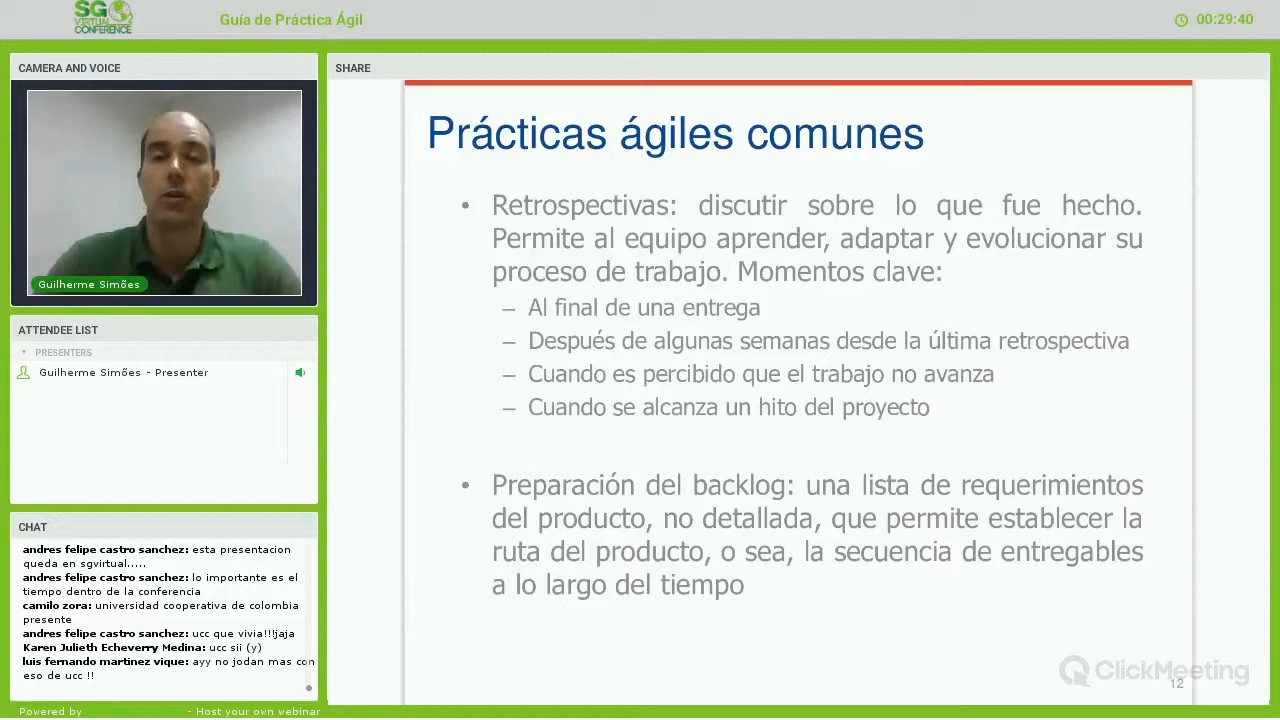 SG
VIRTUAL
CONFERENCE
Guía de Práctica Ágil
00:29:40
CAMERA AND VOICE
Guilherme Simões
ATTENDEE LIST
PRESENTERS
Guilherme Simões - Presenter
CHAT
andres felipe castro sanchez: esta presentacion
queda en sgvirtual.....
andres felipe castro sanchez: lo importante es el
tiempo dentro de la conferencia
camilo zora: universidad cooperativa de colombia
presente
andres felipe castro sanchez: ucc que vivia!!!jaja
Karen Julieth Echeverry Medina: ucc sii (y)
luis fernando martinez vique: ayy no jodan mas con
eso de ucc !!
Powered by
- Host your own webinar
SHARE
Prácticas ágiles comunes
• Retrospectivas: discutir sobre lo que fue hecho.
Permite al equipo aprender, adaptar y evolucionar su
proceso de trabajo. Momentos clave:
– Al final de una entrega
– Después de algunas semanas desde la última retrospectiva
– Cuando es percibido que el trabajo no avanza
– Cuando se alcanza un hito del proyecto
• Preparación del backlog: una lista de requerimientos
del producto, no detallada, que permite establecer la
ruta del producto, o sea, la secuencia de entregables
a lo largo del tiempo
ClickMeeting
12